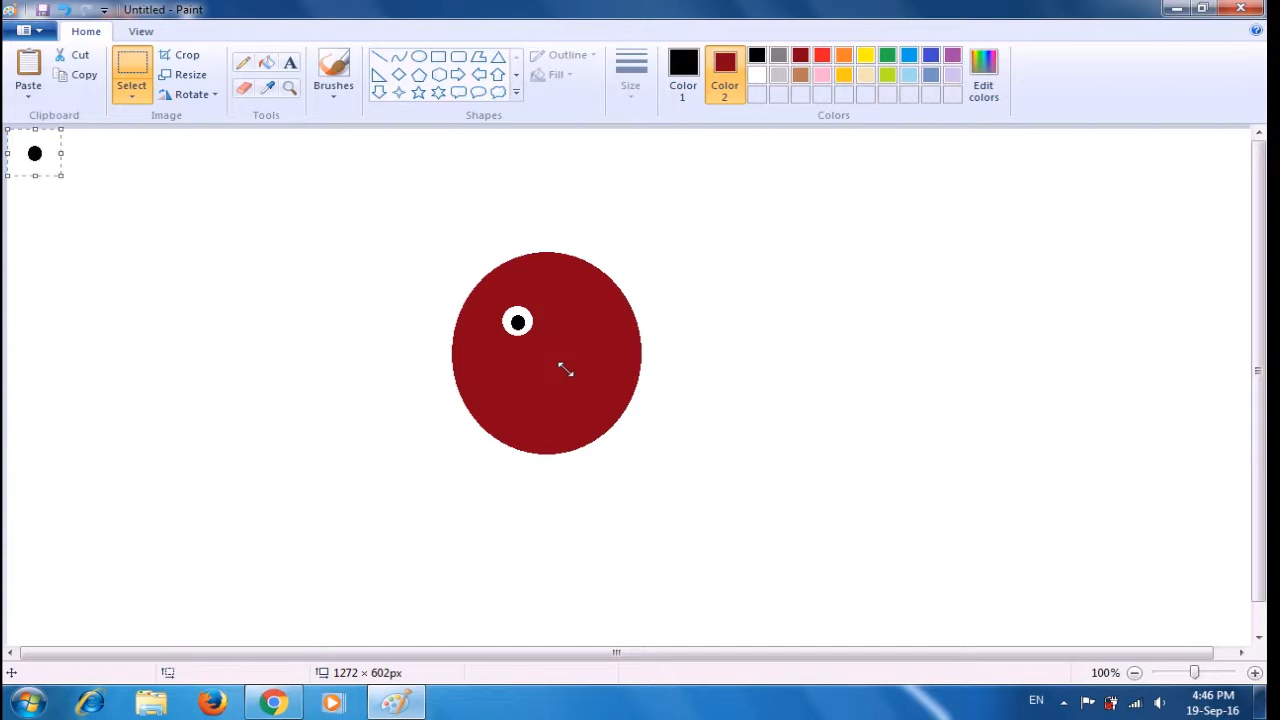 Untitled - Paint
Home View
Paste
Cut
Copy
Select
Crop
Resize
Rotate
A
Brushes
Outline
Fill
Size
Color 1
Color 2
Edit colors
Clipboard Image Tools Shapes Colors
1272 × 602px 100%
EN 4:46 PM
19-Sep-16